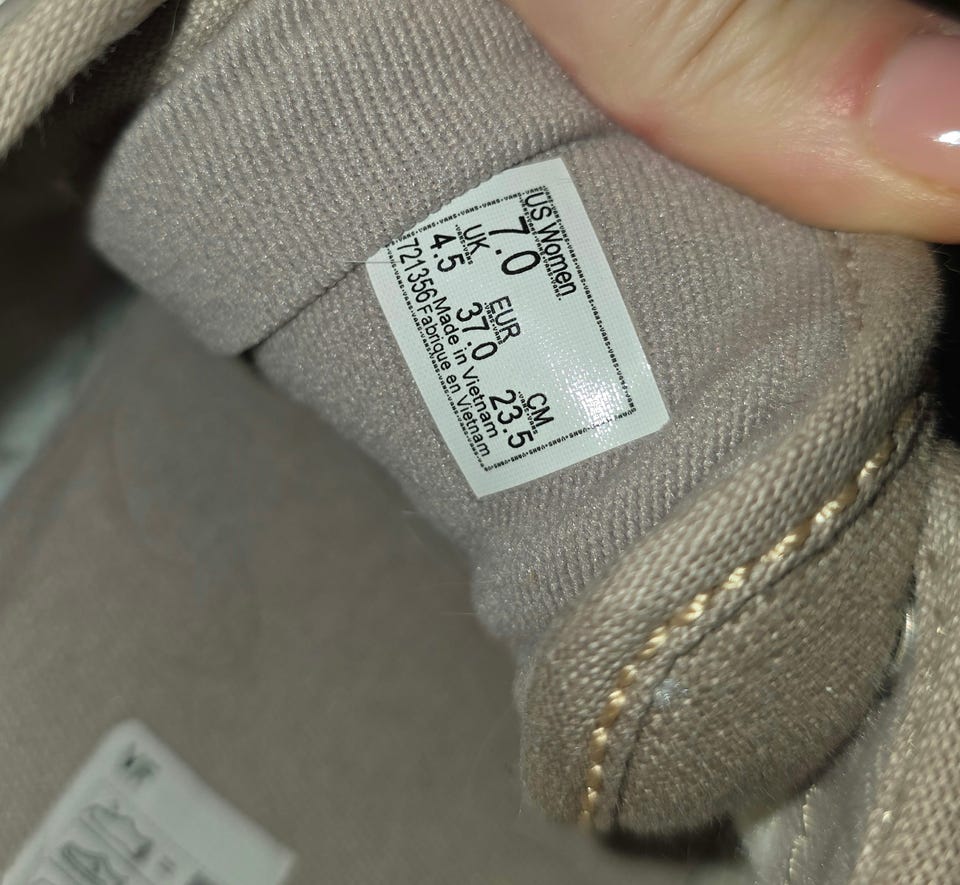 US Women
7.0
UK EUR CM
4.5 37.0 23.5
Made in Vietnam
721356 Fabrique en Vietnam